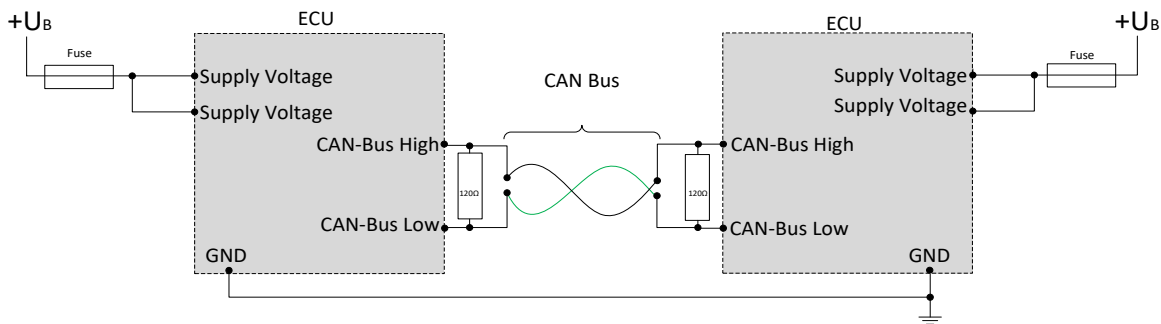 ECU
ECU
+UB
+UB
Fuse
Fuse
Supply Voltage
Supply Voltage
CAN Bus
Supply Voltage
Supply Voltage
CAN-Bus High
CAN-Bus High
120Ω
120Ω
CAN-Bus Low
CAN-Bus Low
GND
GND